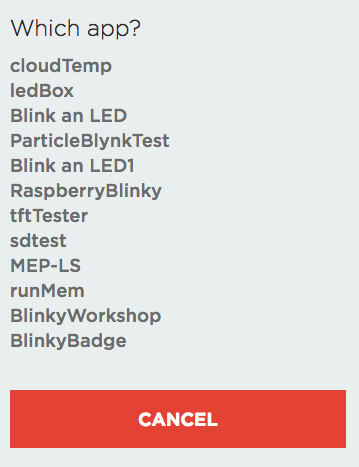 Which app?
cloudTemp
ledBox
Blink an LED
ParticleBlynkTest
Blink an LED1
RaspberryBlinky
tftTester
sdtest
MEP-LS
runMem
BlinkyWorkshop
BlinkyBadge
CANCEL